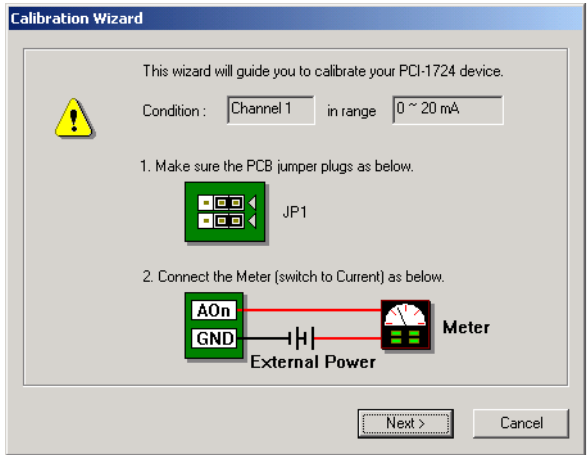 Calibration Wizard
This wizard will guide you to calibrate your PCI-1724 device.
Condition : Channel 1 in range 0 ~ 20 mA
1. Make sure the PCB jumper plugs as below.
JP1
2. Connect the Meter (switch to Current) as below.
AOn
GND
Meter
External Power
Next > Cancel